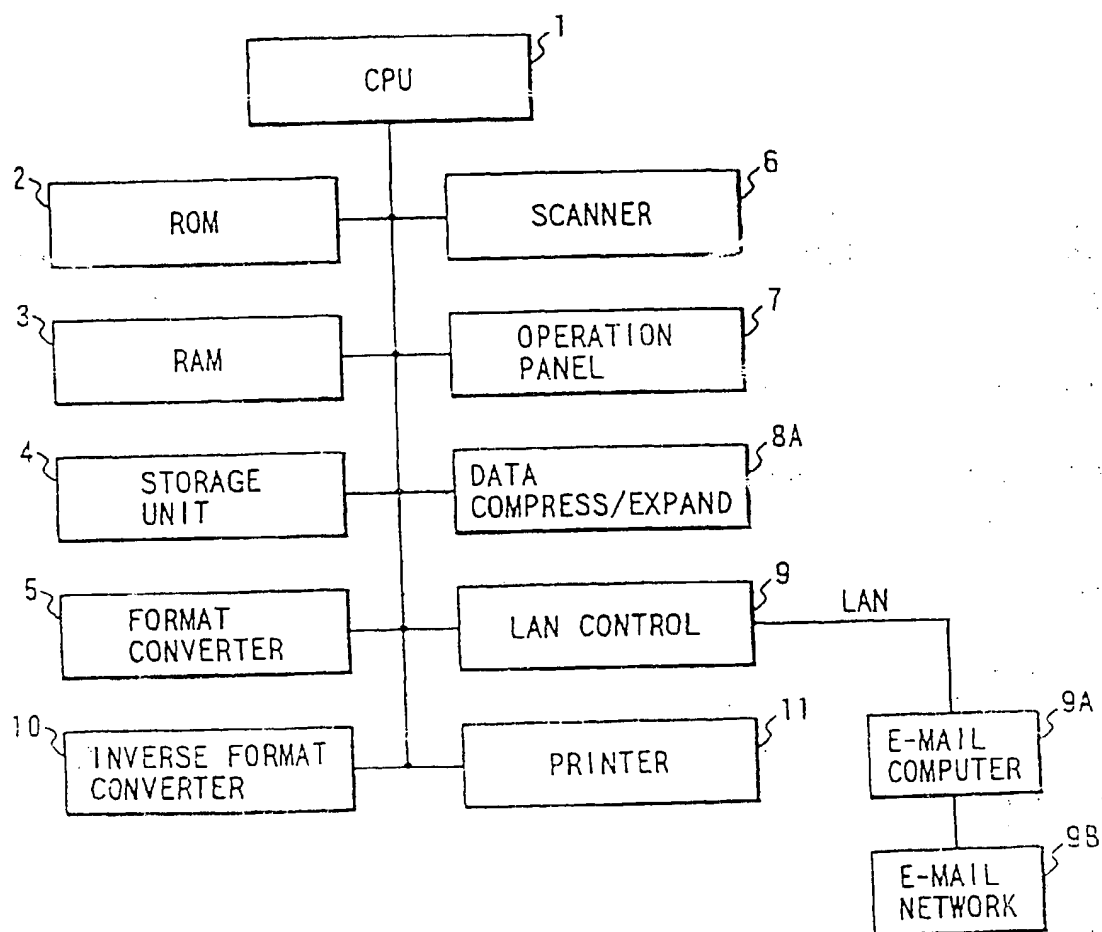 1
CPU
2
ROM
6
SCANNER
3
RAM
7
OPERATION
PANEL
4
STORAGE
UNIT
8A
DATA
COMPRESS/EXPAND
5
FORMAT
CONVERTER
9
LAN CONTROL
LAN
10
INVERSE FORMAT
CONVERTER
11
PRINTER
9A
E-MAIL
COMPUTER
9B
E-MAIL
NETWORK